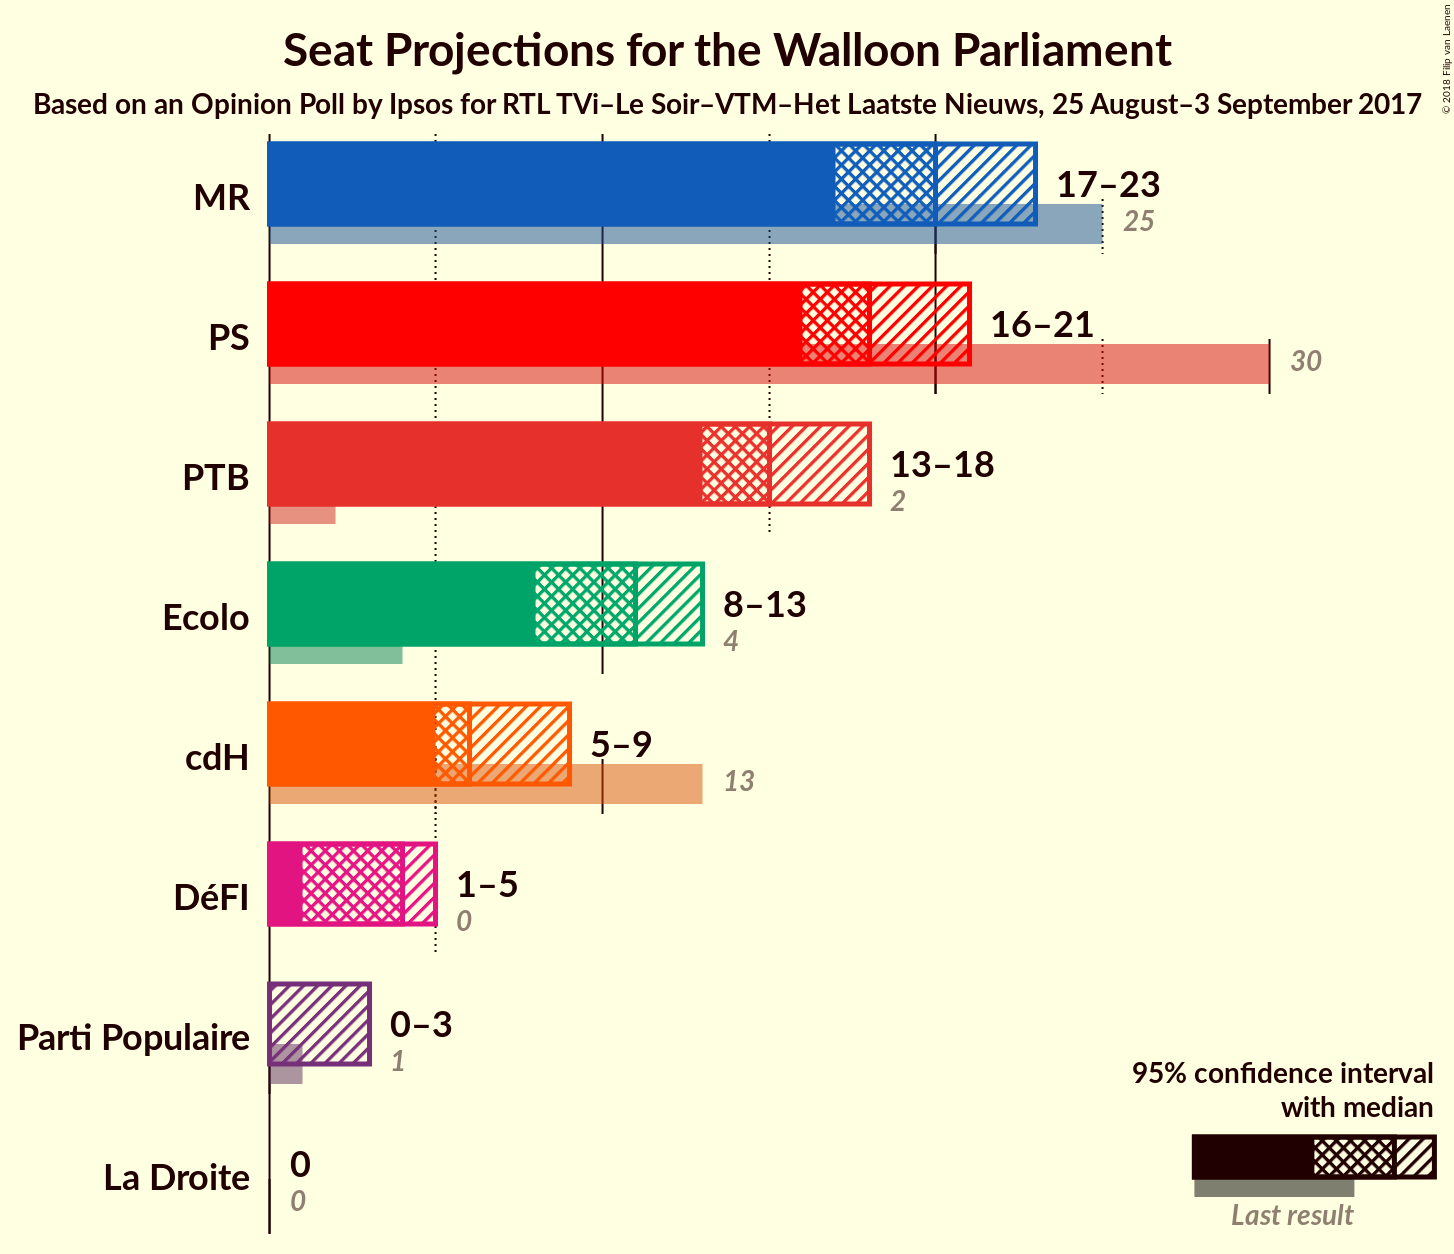 Seat Projections for the Walloon Parliament
Based on an Opinion Poll by Ipsos for RTL TVi–Le Soir–VTM–Het Laatste Nieuws, 25 August–3 September 2017
© 2018 Filip van Laenen
MR
17–23
25
PS
16–21
30
PTB
13–18
2
Ecolo
8–13
4
cdH
5–9
13
DéFI
1–5
0
Parti Populaire
0–3
1
La Droite
0
0
95% confidence interval
with median
Last result